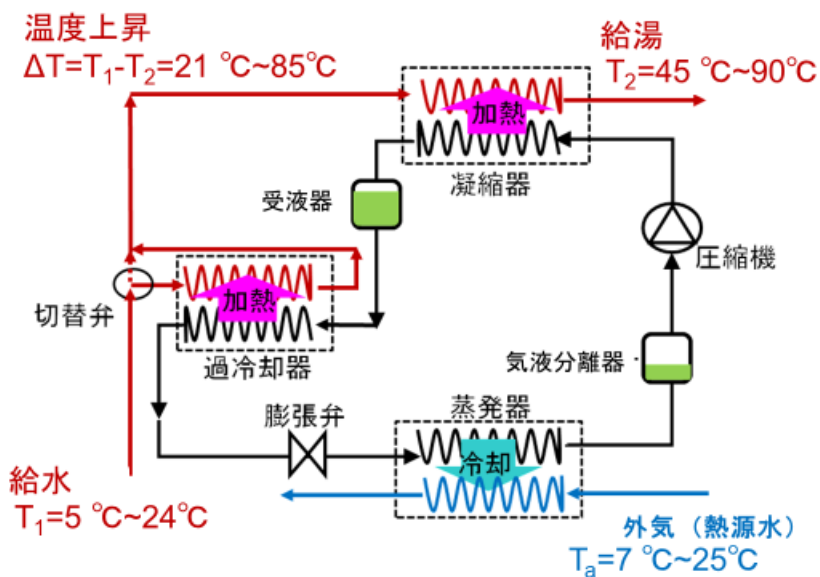 温度上昇
ΔT=T₁-T₂=21 ℃~85℃
給湯
T₂=45 ℃~90℃
加熱
凝縮器
受液器
圧縮機
切替弁
加熱
過冷却器
気液分離器
膨張弁
蒸発器
冷却
給水
T₁=5 ℃~24℃
外気（熱源水）
Tₐ=7 ℃~25℃